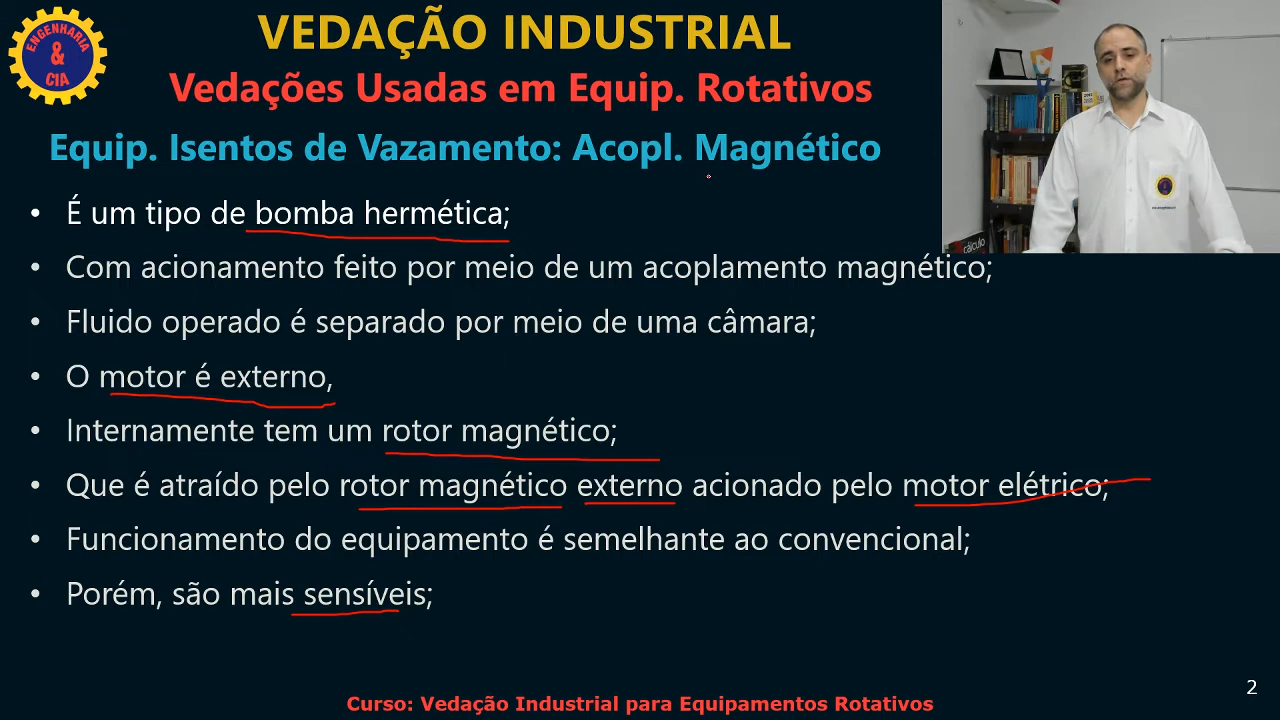 ENGENHARIA
&
CIA
VEDAÇÃO INDUSTRIAL
Vedações Usadas em Equip. Rotativos
Equip. Isentos de Vazamento: Acopl. Magnético
• É um tipo de bomba hermética;
• Com acionamento feito por meio de um acoplamento magnético;
• Fluido operado é separado por meio de uma câmara;
• O motor é externo,
• Internamente tem um rotor magnético;
• Que é atraído pelo rotor magnético externo acionado pelo motor elétrico;
• Funcionamento do equipamento é semelhante ao convencional;
• Porém, são mais sensíveis;
cálculo
Curso: Vedação Industrial para Equipamentos Rotativos
2